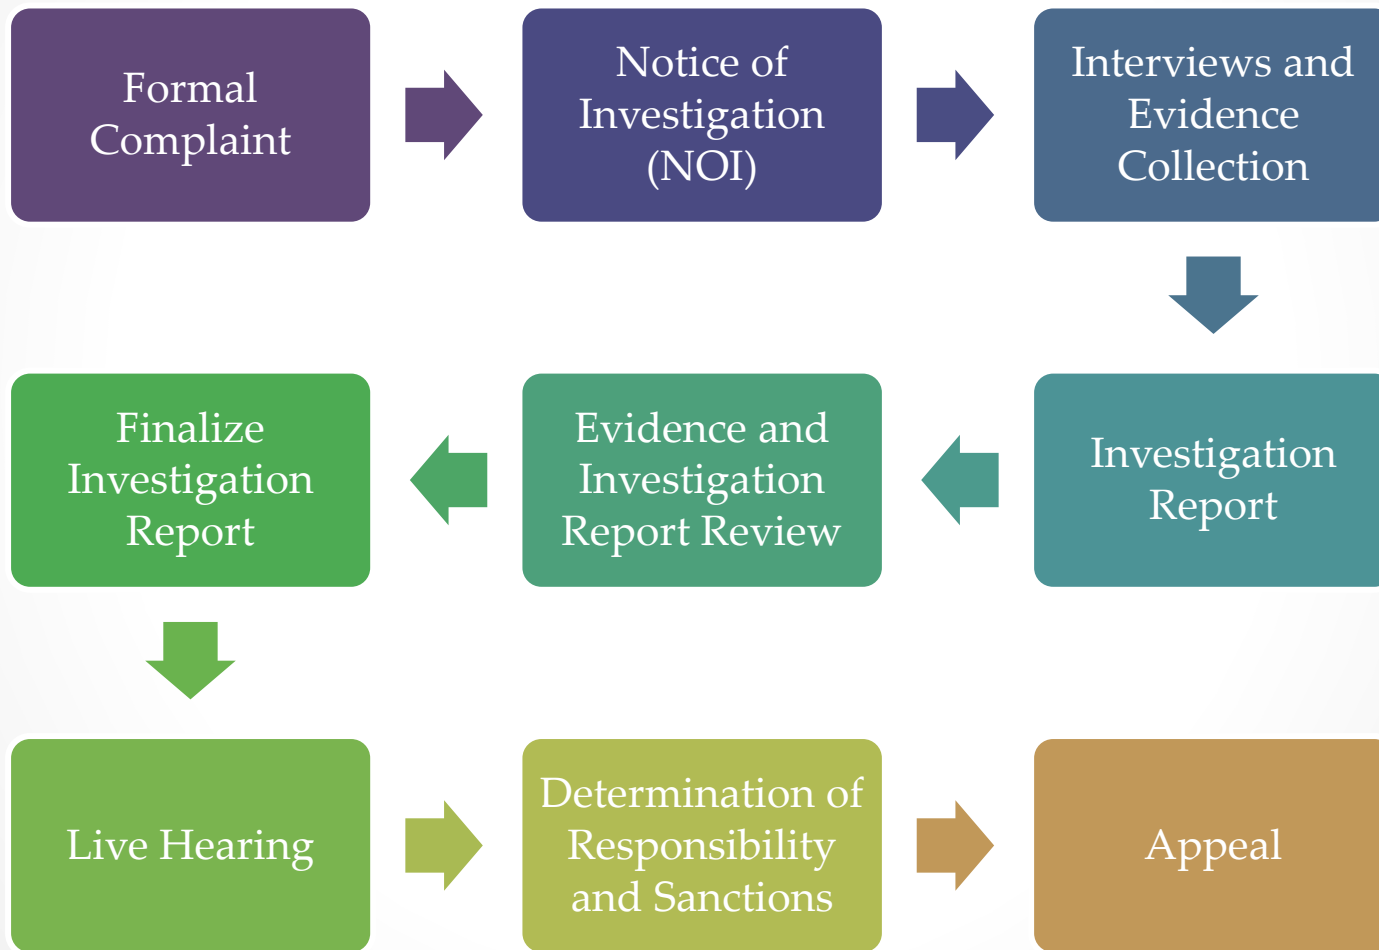 Formal
Complaint
Notice of
Investigation
(NOI)
Interviews and
Evidence
Collection
Investigation
Report
Evidence and
Investigation
Report Review
Finalize
Investigation
Report
Live Hearing
Determination of
Responsibility
and Sanctions
Appeal